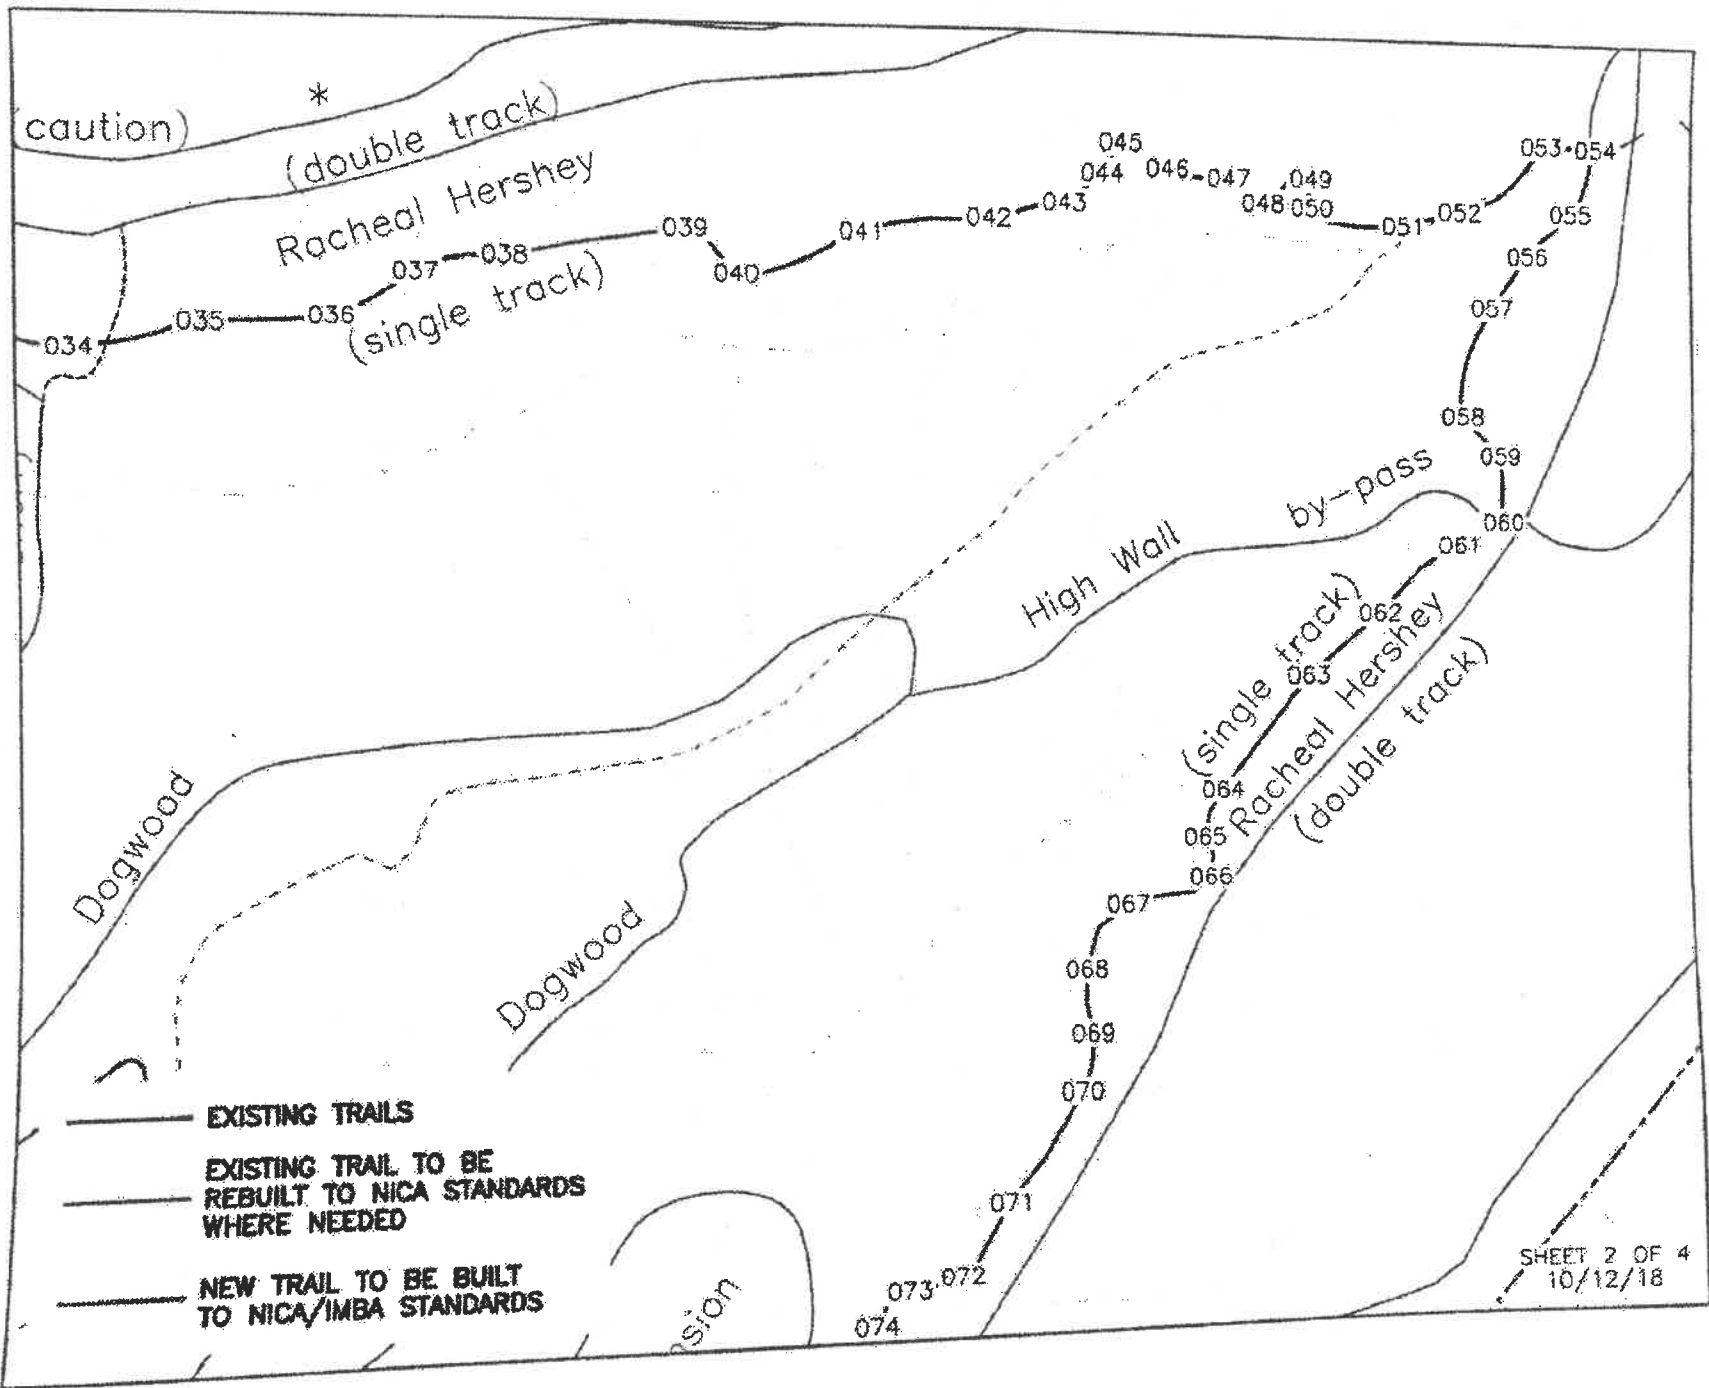 caution)
*
(double track)
Racheal Hershey
(single track)
034
035
036
037
038
039
040
041
042
043
044
045
046
047
048
049
050
051
052
053
054
055
056
057
058
059
060
061
062
063
064
065
066
067
068
069
070
071
072
073
074
High Wall by-pass
(single track)
Racheal Hershey
(double track)
Dogwood
Dogwood
EXISTING TRAILS
EXISTING TRAIL TO BE
REBUILT TO NICA STANDARDS
WHERE NEEDED
NEW TRAIL TO BE BUILT
TO NICA/IMBA STANDARDS
sion
SHEET 2 OF 4
10/12/18